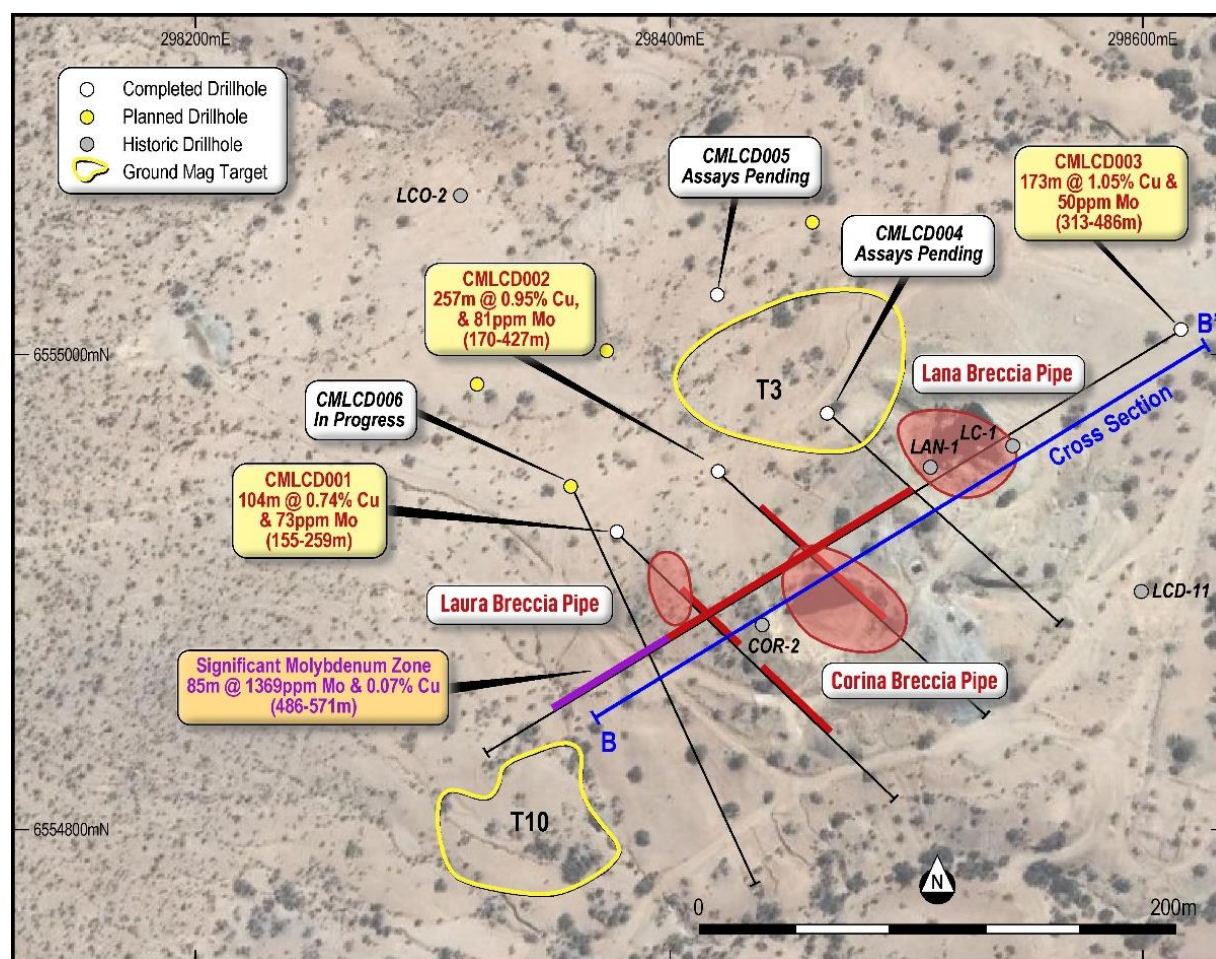 298200mE
298400mE
298600mE
Completed Drillhole
Planned Drillhole
Historic Drillhole
Ground Mag Target
LCO-2
CMLCD005
Assays Pending
CMLCD003
173m @ 1.05% Cu &
50ppm Mo
(313-486m)
CMLCD004
Assays Pending
CMLCD002
257m @ 0.95% Cu,
& 81ppm Mo
(170-427m)
6555000mN
B'
T3
Lana Breccia Pipe
CMLCD006
In Progress
LC-1
LAN-1
Cross Section
CMLCD001
104m @ 0.74% Cu
& 73ppm Mo
(155-259m)
Laura Breccia Pipe
LCD-11
COR-2
Significant Molybdenum Zone
85m @ 1369ppm Mo & 0.07% Cu
(486-571m)
Corina Breccia Pipe
B
T10
6554800mN
N
0
200m